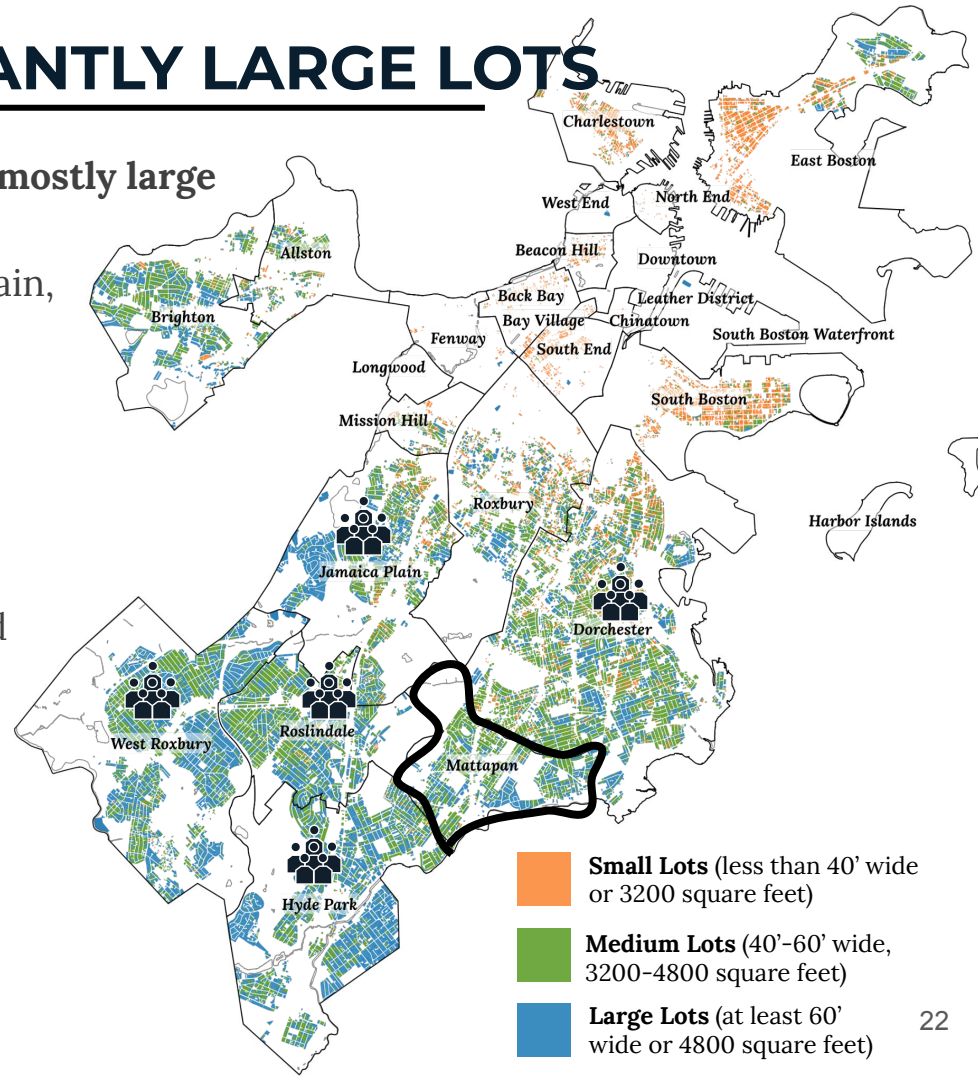 ANTLY LARGE LOTS
mostly large
ain,
d
Charlestown
East Boston
West End
North End
Beacon Hill
Downtown
Allston
Back Bay
Leather District
Brighton
Bay Village
Chinatown
South Boston Waterfront
Fenway
South End
Longwood
South Boston
Mission Hill
Roxbury
Harbor Islands
Jamaica Plain
Dorchester
West Roxbury
Roslindale
Mattapan
Hyde Park
Small Lots (less than 40’ wide
or 3200 square feet)
Medium Lots (40’-60’ wide,
3200-4800 square feet)
Large Lots (at least 60’
wide or 4800 square feet)
22